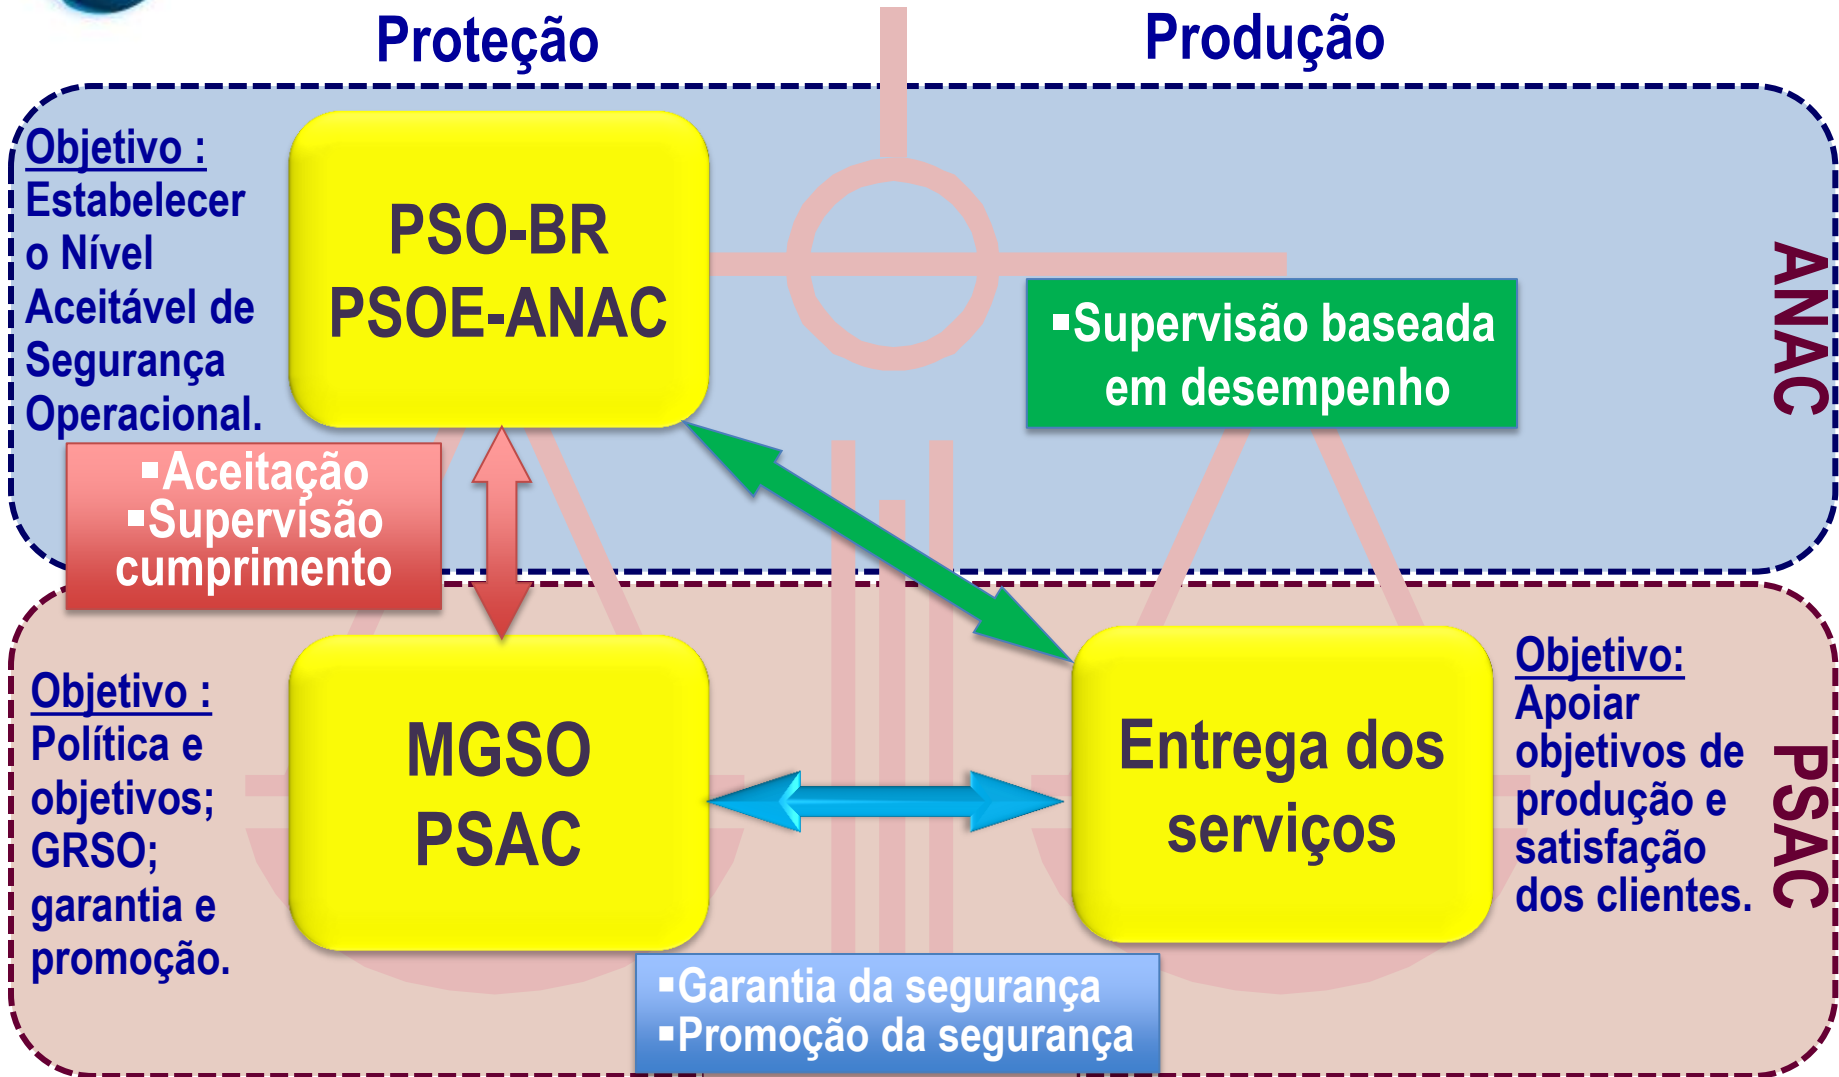 Proteção
Produção
Objetivo :
Estabelecer
o Nível
Aceitável de
Segurança
Operacional.
PSO-BR
PSOE-ANAC
▪Supervisão baseada
em desempenho
ANAC
▪Aceitação
▪Supervisão
cumprimento
Objetivo :
Política e
objetivos;
GRSO;
garantia e
promoção.
MGSO
PSAC
Entrega dos
serviços
Objetivo:
Apoiar
objetivos de
produção e
satisfação
dos clientes.
PSAC
▪Garantia da segurança
▪Promoção da segurança